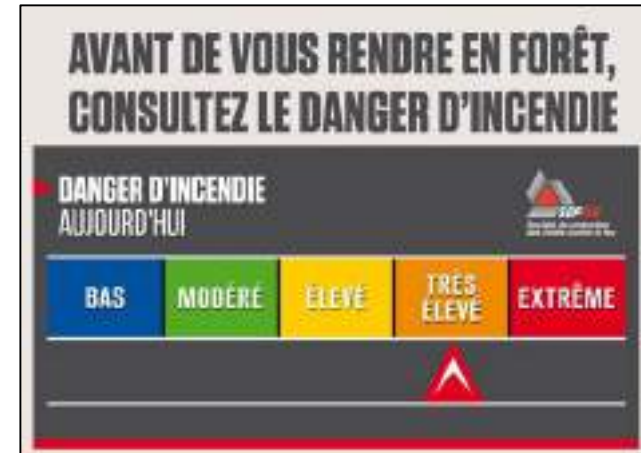 AVANT DE VOUS RENDRE EN FORÊT,
CONSULTEZ LE DANGER D'INCENDIE
DANGER D'INCENDIE
AUJOURD'HUI
BAS
MODÉRÉ
ÉLEVÉ
TRÈS
ÉLEVÉ
EXTRÊME